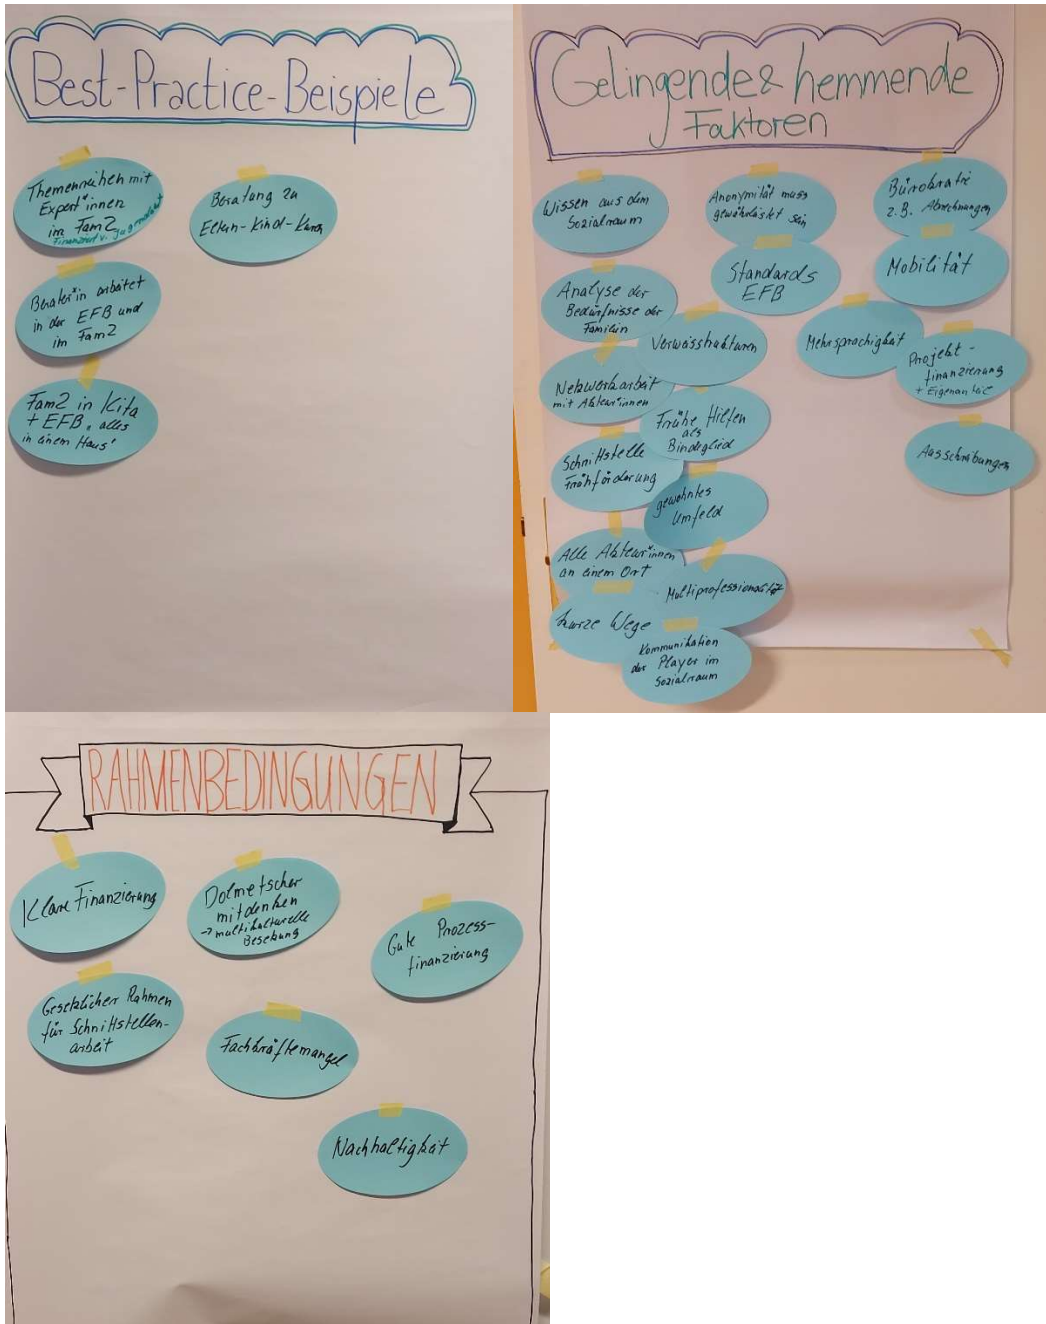 Best-Practice-Beispiele
Themenreihen mit
Expert*innen
im FamZ
Beratung zu
Eltern-Kind-Kuren
Berater*in arbeitet
in der EFB und
im FamZ
FamZ in Kita
+ EFB „alles
in einem Haus"
Gelingende & hemmende
Faktoren
Wissen aus dem
Sozialraum
Analyse der
Bedürfnisse der
Familien
Netzwerkarbeit
mit Akteur*innen
Schnittstelle
Frühförderung
Alle Akteur*innen
an einem Ort
kurze Wege
Verwässtrukturen
Frühe Hilfen
als
Bindeglied
gewohntes
Umfeld
Multiprofessionalität
Kommunikation
der Player im
Sozialraum
Anonymität muss
gewährleistet sein
Standards
EFB
Mehrsprachigkeit
Bürokratie
z.B. Abrechnungen
Mobilität
Projekt-
finanzierung
+ Eigenanteil
Ausschreibungen
RAHMENBEDINGUNGEN
Klare Finanzierung
Gesetzlicher Rahmen
für Schnittstellen-
arbeit
Dolmetscher
mitdenken
→ multikulturelle
Besetzung
Fachkräftemangel
Gute Prozess-
finanzierung
Nachhaltigkeit